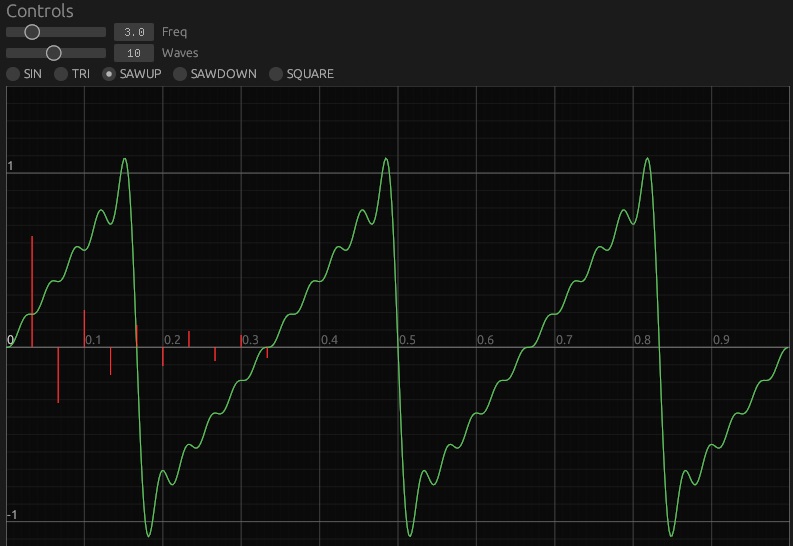 Controls
3.0 Freq
10 Waves
SIN TRI SAWUP SAWDOWN SQUARE
1
0 0.1 0.2 0.3 0.4 0.5 0.6 0.7 0.8 0.9
-1